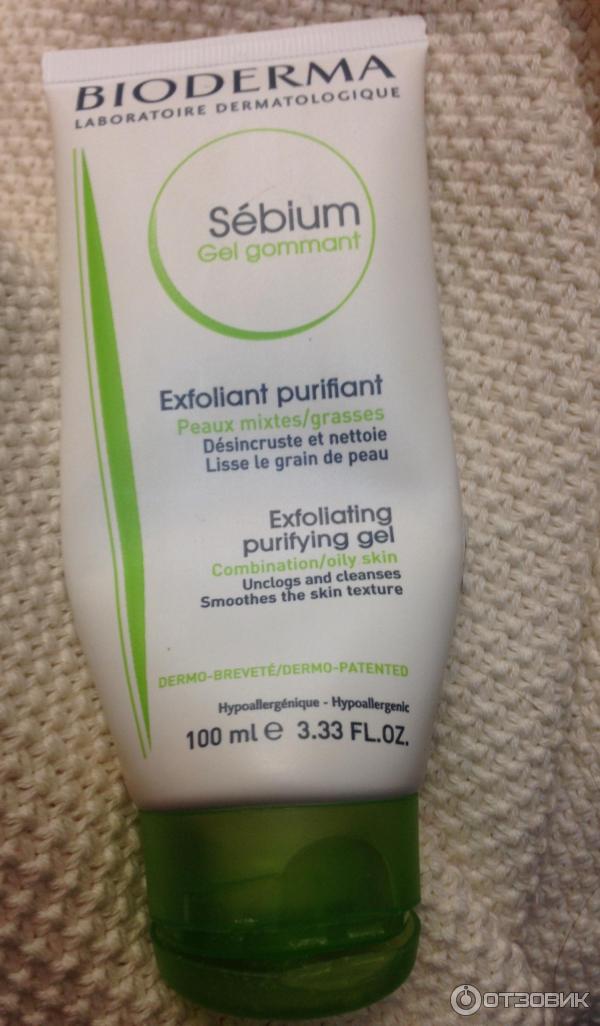 BIODERMA
LABORATOIRE DERMATOLOGIQUE
Sébium
Gel gommant
Exfoliant purifiant
Peaux mixtes/grasses
Désincruste et nettoie
Lisse le grain de peau
Exfoliating
purifying gel
Combination/oily skin
Unclogs and cleanses
Smoothes the skin texture
DERMO-BREVETÉ/DERMO-PATENTED
Hypoallergénique - Hypoallergenic
100 ml e 3.33 FL.OZ.
ОТЗОВИК